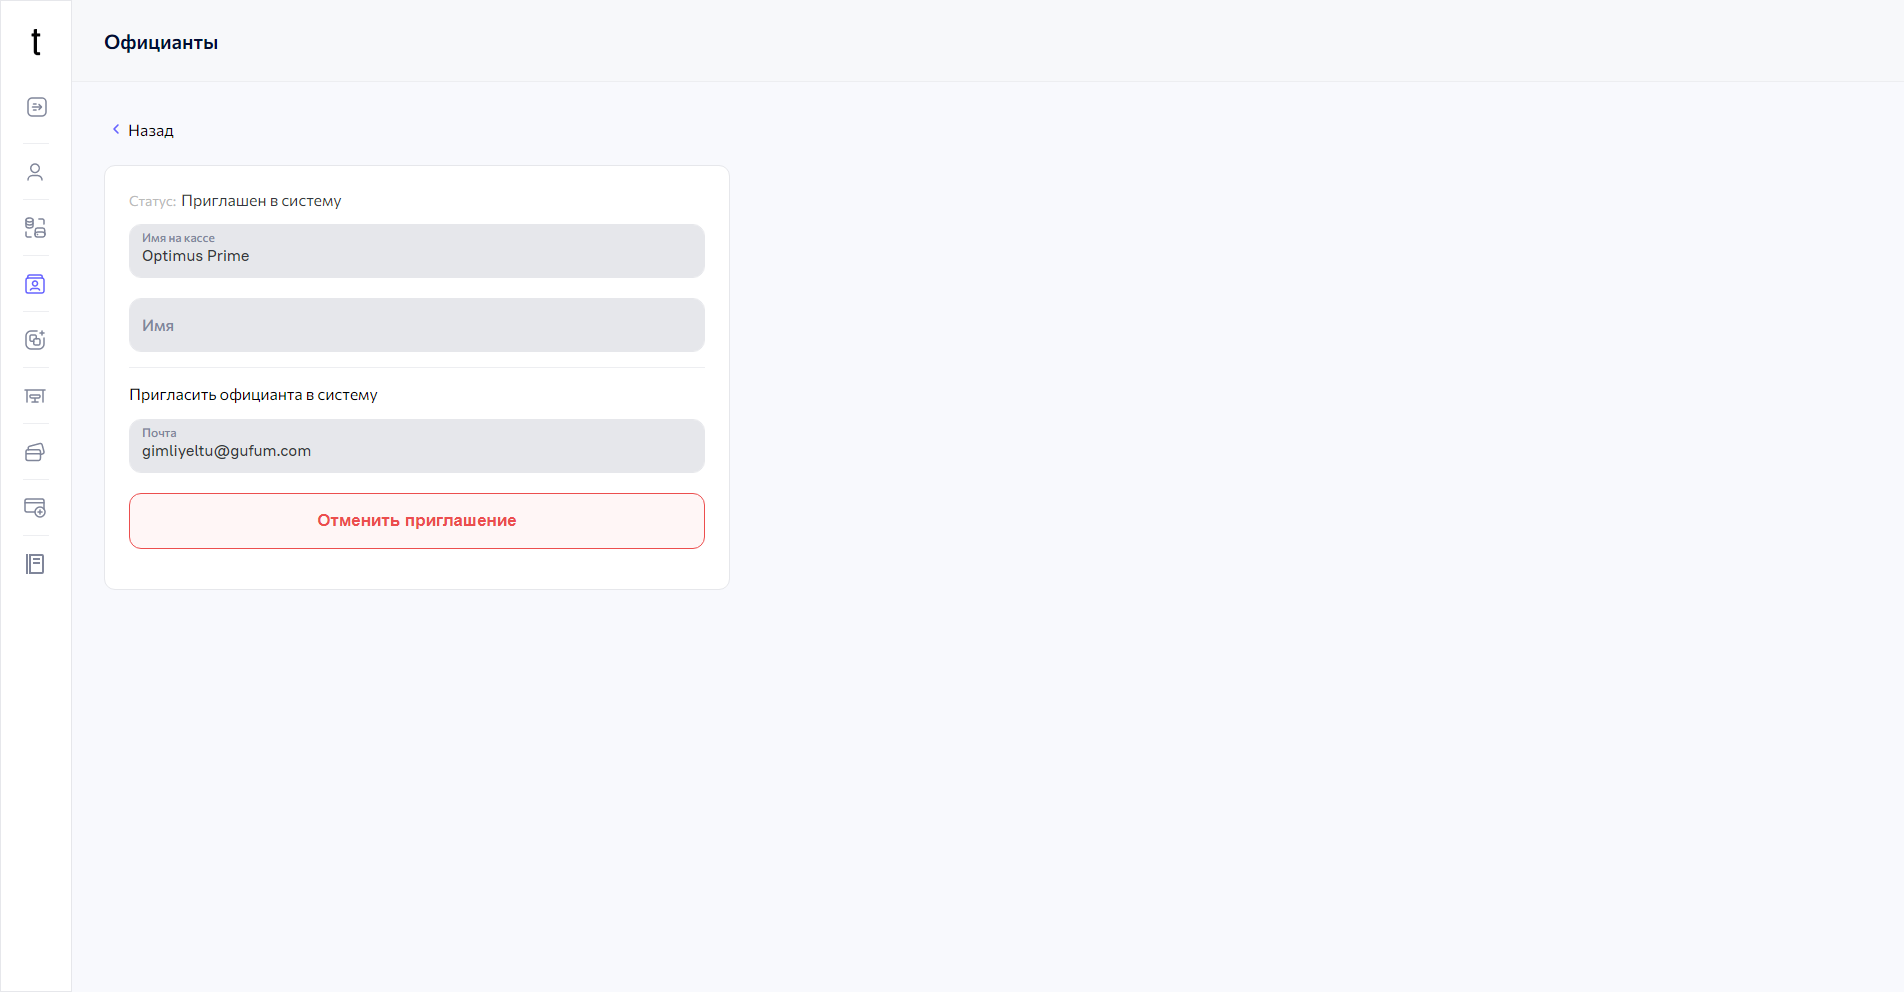 t
Официанты
Назад
Статус: Приглашен в систему
Имя на кассе
Optimus Prime
Имя
Пригласить официанта в систему
Почта
gimliyeltu@gufum.com
Отменить приглашение